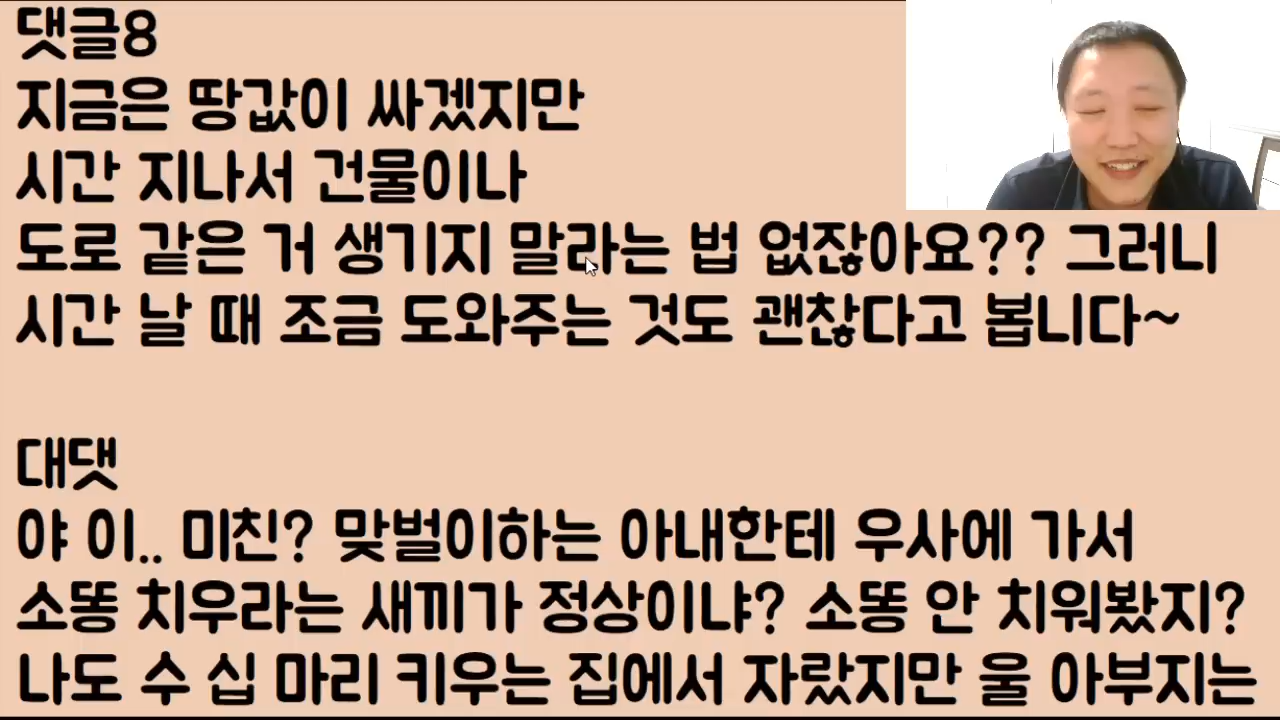 댓글8
지금은 땅값이 싸겠지만
시간 지나서 건물이나
도로 같은 거 생기지 말라는 법 없잖아요?? 그러니
시간 날 때 조금 도와주는 것도 괜찮다고 봅니다~
대댓
야 이.. 미친? 맞벌이하는 아내한테 우사에 가서
소똥 치우라는 새끼가 정상이냐? 소똥 안 치워봤지?
나도 수 십 마리 키우는 집에서 자랐지만 울 아부지는